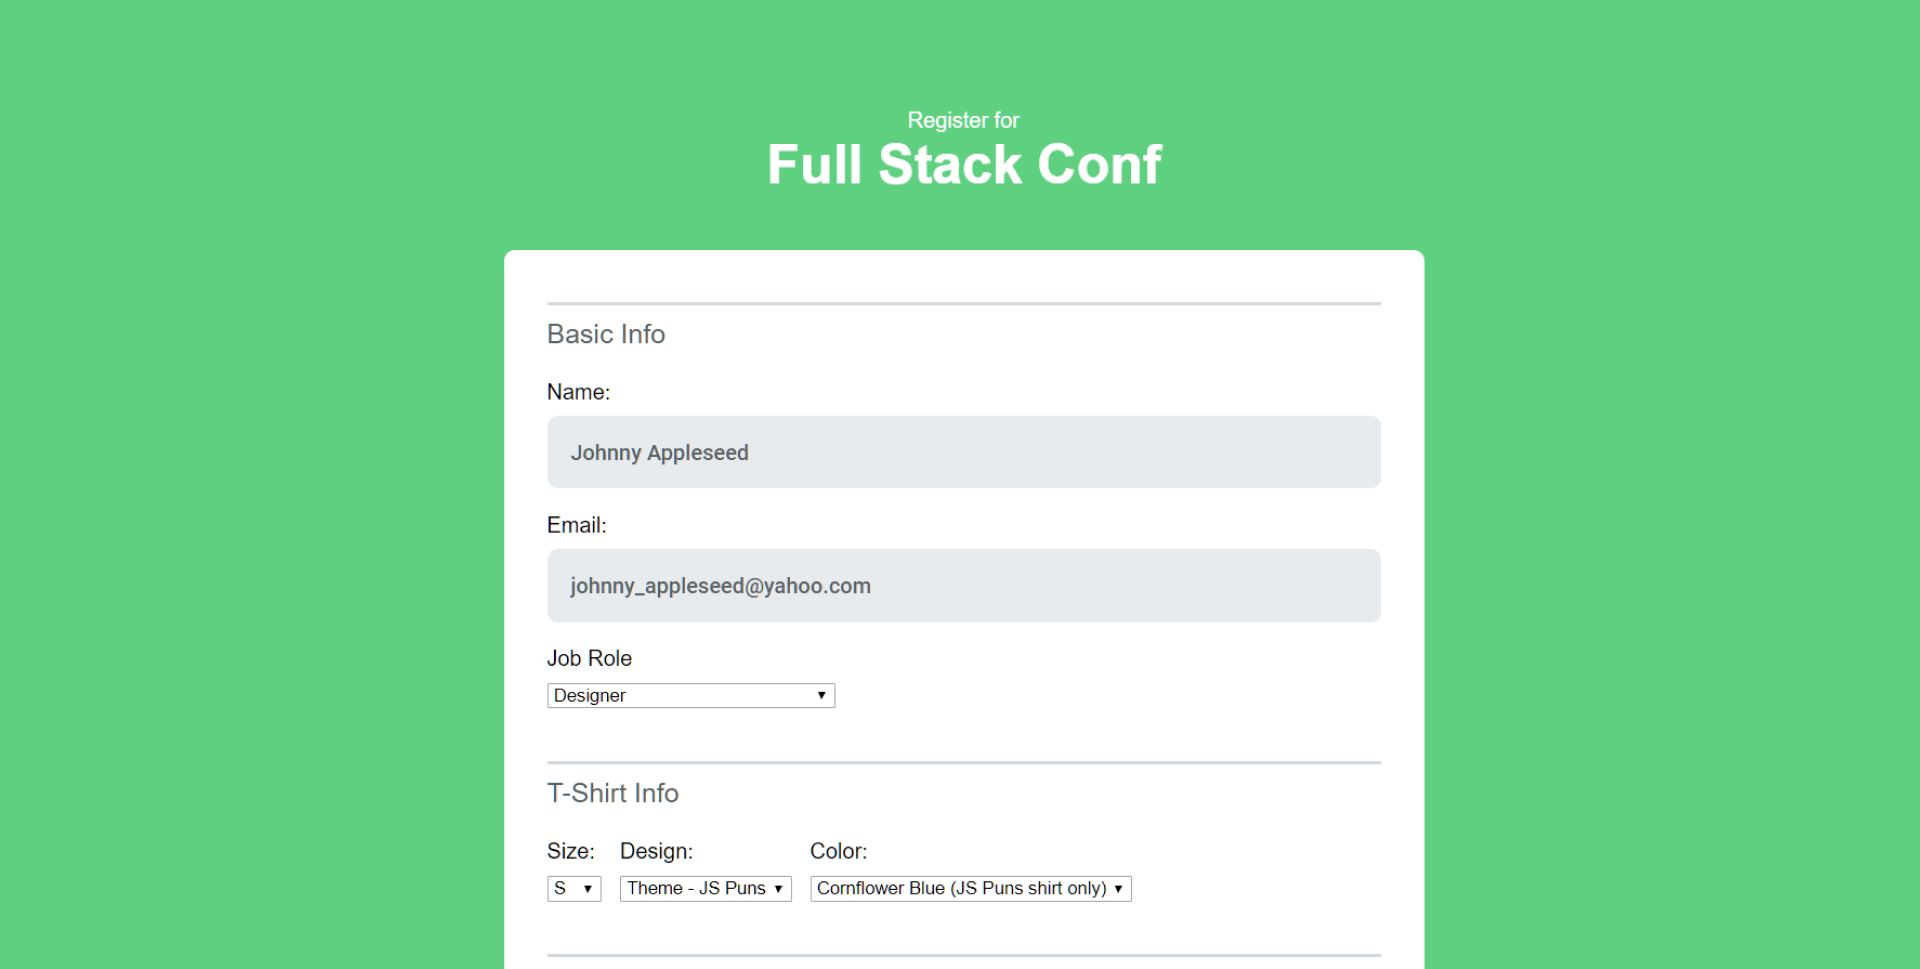 Register for
Full Stack Conf
Basic Info
Name:
Johnny Appleseed
Email:
johnny_appleseed@yahoo.com
Job Role
Designer
T-Shirt Info
Size: Design: Color:
S Theme - JS Puns Cornflower Blue (JS Puns shirt only)